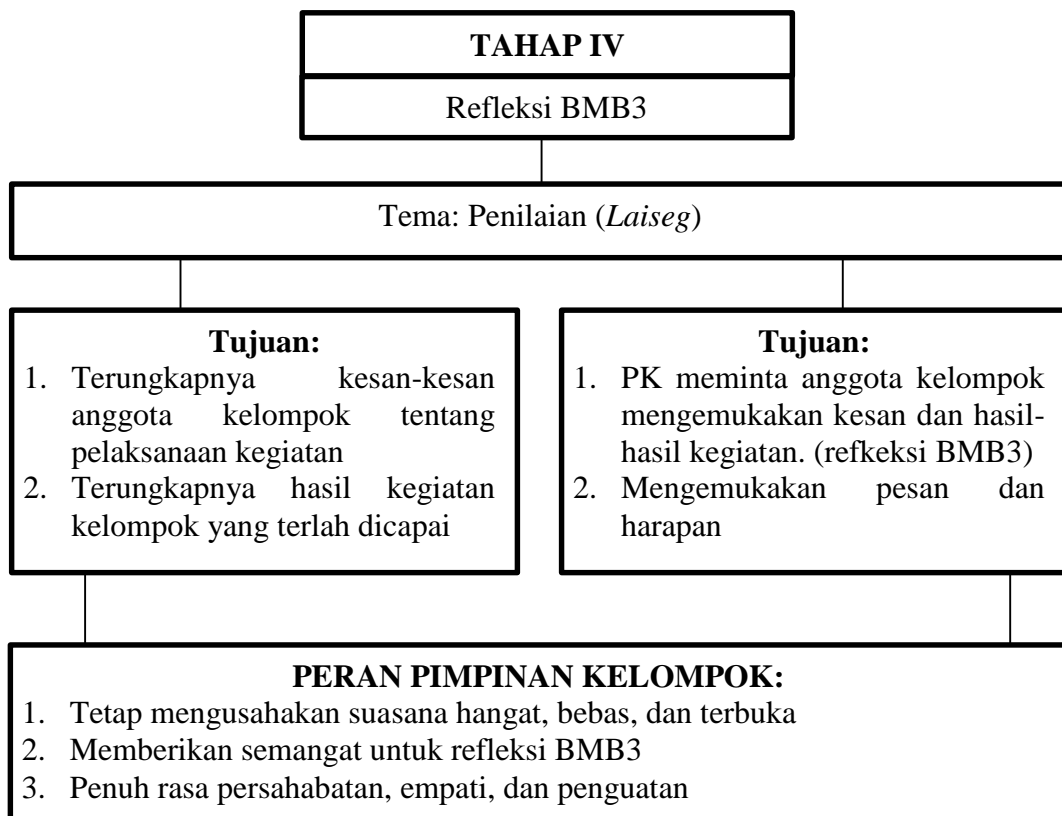 TAHAP IV
Refleksi BMB3
Tema: Penilaian (Laiseg)
Tujuan:
1. Terungkapnya kesan-kesan
anggota kelompok tentang
pelaksanaan kegiatan
2. Terungkapnya hasil kegiatan
kelompok yang terlah dicapai
Tujuan:
1. PK meminta anggota kelompok
mengemukakan kesan dan hasil-
hasil kegiatan. (refkeksi BMB3)
2. Mengemukakan pesan dan
harapan
PERAN PIMPINAN KELOMPOK:
1. Tetap mengusahakan suasana hangat, bebas, dan terbuka
2. Memberikan semangat untuk refleksi BMB3
3. Penuh rasa persahabatan, empati, dan penguatan